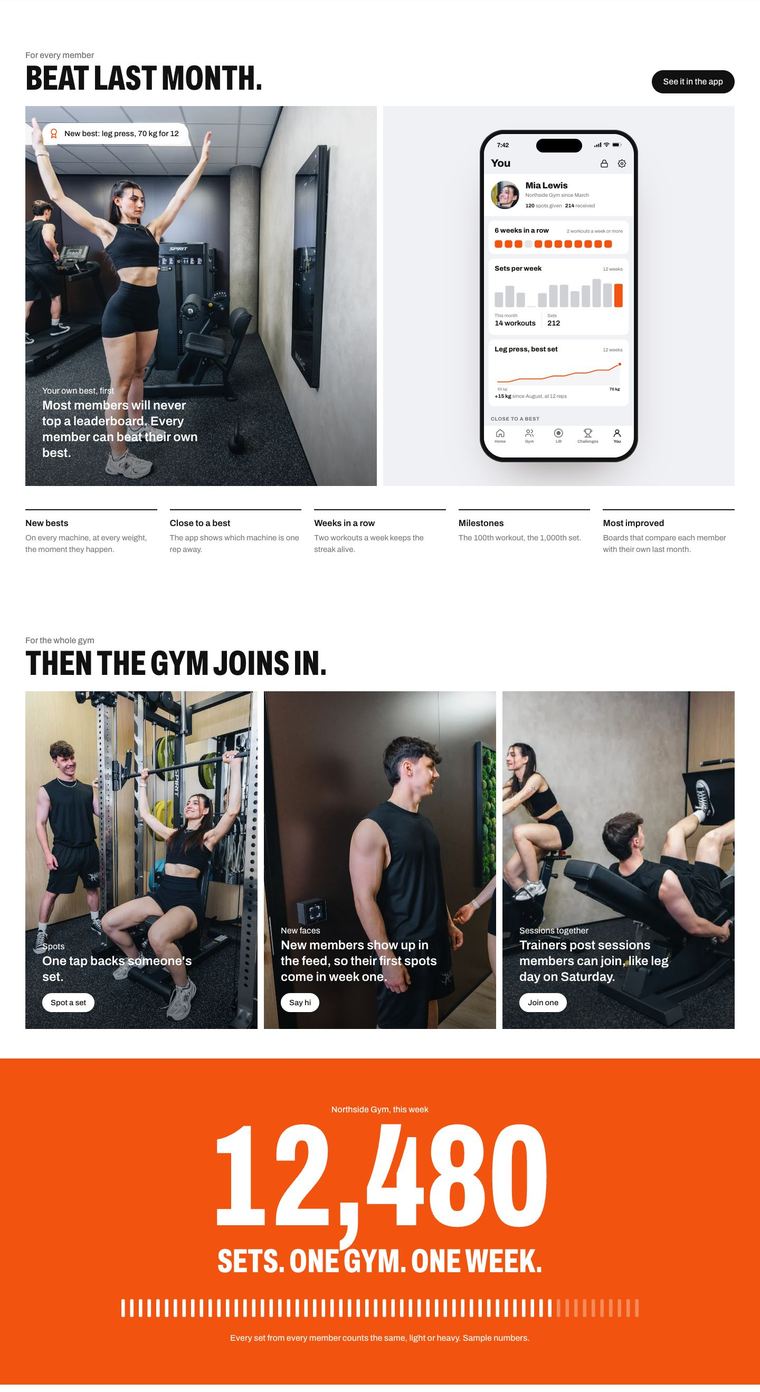 For every member
BEAT LAST MONTH.
See it in the app
New best: leg press, 70 kg for 12
SPIRIT
Your own best, first
Most members will never
top a leaderboard. Every
member can beat their own
best.
7:42
You
Mia Lewis
Northside Gym since March
120 spots given · 214 received
6 weeks in a row
2 workouts a week or more
Sets per week
12 weeks
This month
14 workouts
Sets
212
Leg press, best set
12 weeks
55 kg
70 kg
+15 kg since August, at 12 reps
CLOSE TO A BEST
Home
Gym
Lift
Challenges
You
New bests
On every machine, at every weight,
the moment they happen.
Close to a best
The app shows which machine is one
rep away.
Weeks in a row
Two workouts a week keeps the
streak alive.
Milestones
The 100th workout, the 1,000th set.
Most improved
Boards that compare each member
with their own last month.
For the whole gym
THEN THE GYM JOINS IN.
Spots
One tap backs someone's
set.
Spot a set
New faces
New members show up in
the feed, so their first spots
come in week one.
Say hi
Sessions together
Trainers post sessions
members can join, like leg
day on Saturday.
Join one
Northside Gym, this week
12,480
SETS. ONE GYM. ONE WEEK.
Every set from every member counts the same, light or heavy. Sample numbers.